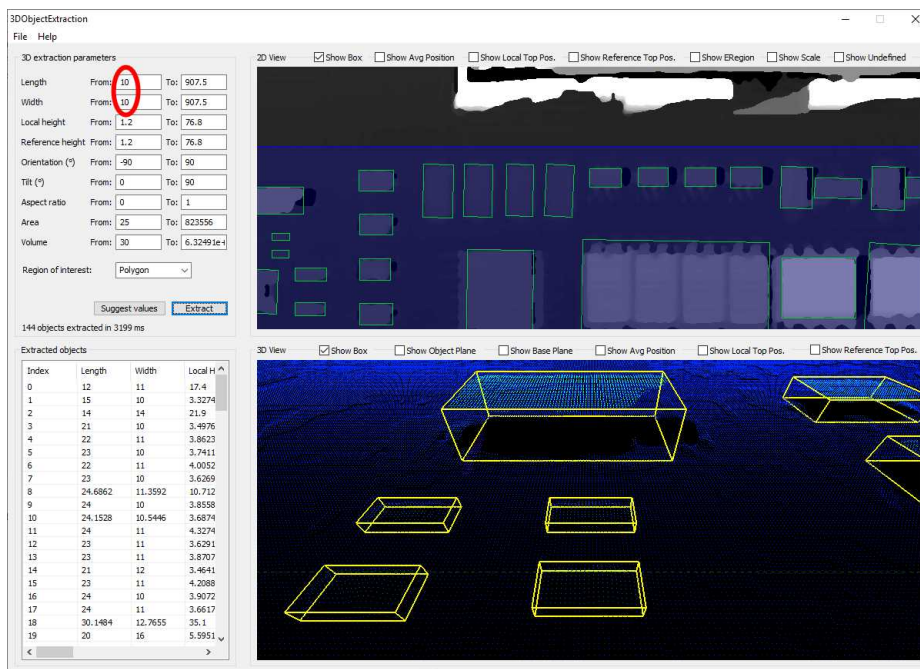 3DObjectExtraction
File Help
3D extraction parameters
Length From: 10 To: 907.5
Width From: 10 To: 907.5
Local height From: 1.2 To: 76.8
Reference height From: 1.2 To: 76.8
Orientation (°) From: -90 To: 90
Tilt (°) From: 0 To: 90
Aspect ratio From: 0 To: 1
Area From: 25 To: 823556
Volume From: 30 To: 6.32491e+
Region of interest: Polygon
Suggest values Extract
144 objects extracted in 3199 ms
2D View Show Box Show Avg Position Show Local Top Pos. Show Reference Top Pos. Show ERegion Show Scale Show Undefined
Extracted objects
Index Length Width Local H
0 12 11 17.4
1 15 10 3.3274
2 14 14 21.9
3 21 10 3.4976
4 22 11 3.8623
5 23 10 3.7411
6 22 11 4.0052
7 23 10 3.6269
8 24.6862 11.3592 10.712
9 24 10 3.8558
10 24.1528 10.5446 3.6874
11 24 11 4.3274
12 23 11 3.6291
13 23 11 3.8707
14 21 12 3.4641
15 23 11 4.2088
16 24 10 3.9072
17 24 11 3.6617
18 30.1484 12.7655 35.1
19 20 16 5.5951
3D View Show Box Show Object Plane Show Base Plane Show Avg Position Show Local Top Pos. Show Reference Top Pos.